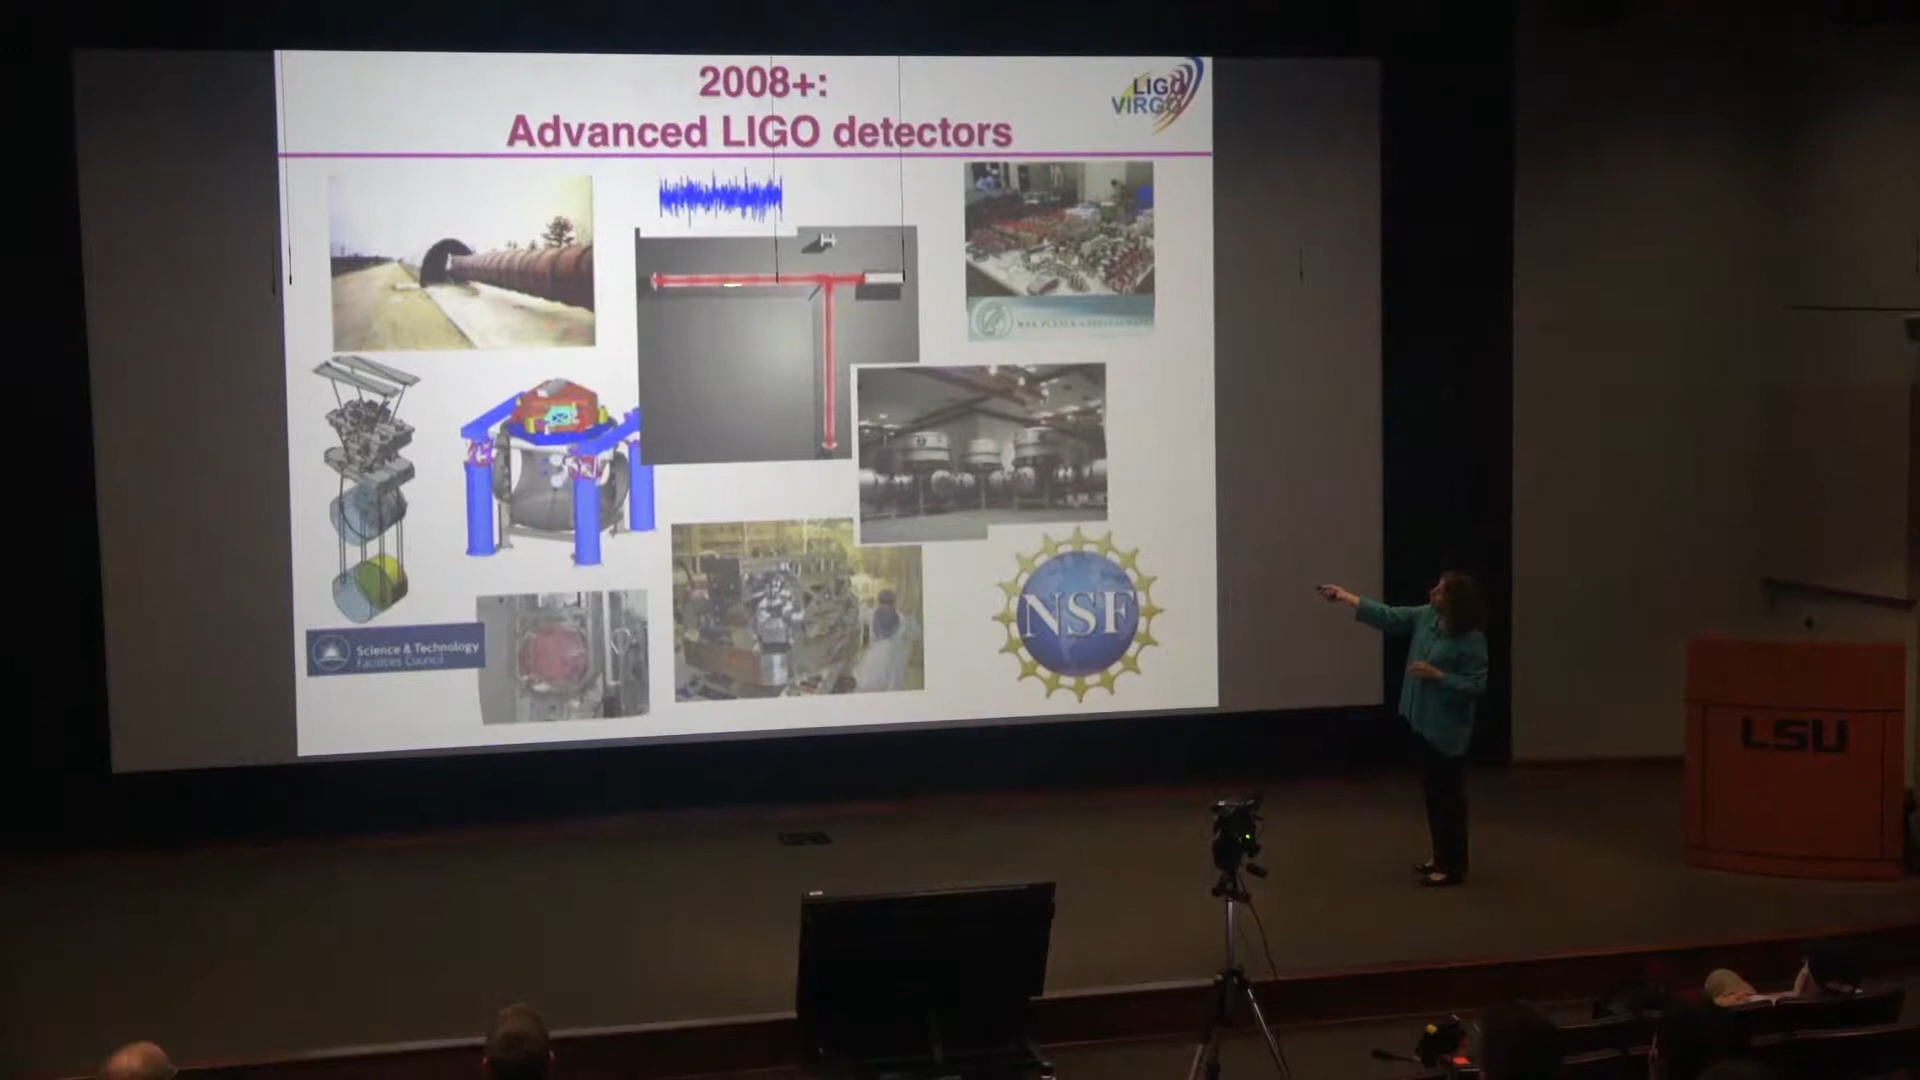 2008+:
Advanced LIGO detectors
LIGO
VIRGO
Science & Technology
Facilities Council
NSF
LSU